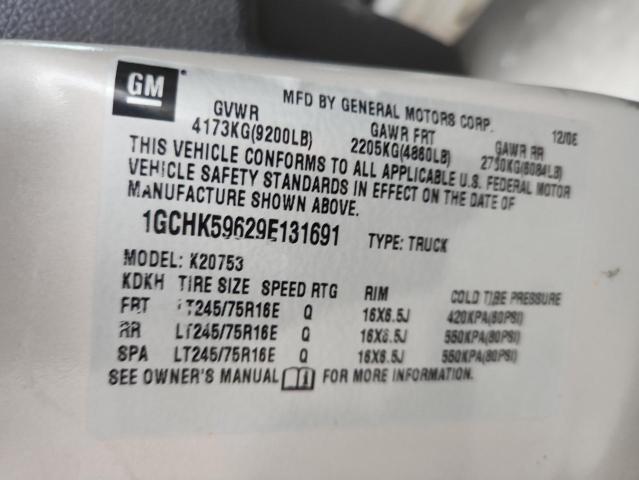 GM
MFD BY GENERAL MOTORS CORP. 12/08
GVWR GAWR FRT GAWR RR
4173KG(9200LB) 2205KG(4860LB) 2760KG(6084LB)
THIS VEHICLE CONFORMS TO ALL APPLICABLE U.S. FEDERAL MOTOR
VEHICLE SAFETY STANDARDS IN EFFECT ON THE DATE OF
MANUFACTURE SHOWN ABOVE.
1GCHK59629E131691 TYPE: TRUCK
MODEL: K20753
KDKH TIRE SIZE SPEED RTG RIM COLD TIRE PRESSURE
FRT LT245/75R16E Q 16X6.5J 420KPA(60PSI)
RR LT245/75R16E Q 16X6.5J 550KPA(80PSI)
SPA LT245/75R16E Q 16X6.5J 550KPA(80PSI)
SEE OWNER'S MANUAL FOR MORE INFORMATION.